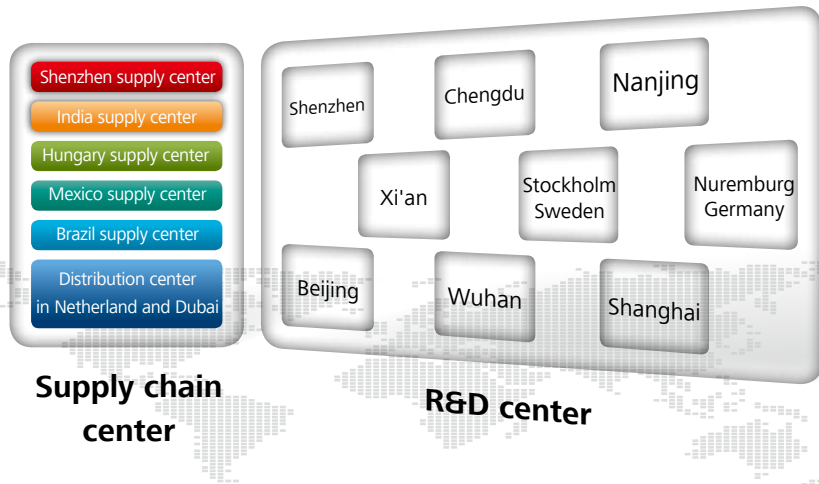 Shenzhen supply center
India supply center
Hungary supply center
Mexico supply center
Brazil supply center
Distribution center
in Netherland and Dubai
Supply chain
center
Shenzhen
Chengdu
Nanjing
Xi'an
Stockholm
Sweden
Nuremburg
Germany
Beijing
Wuhan
Shanghai
R&D center